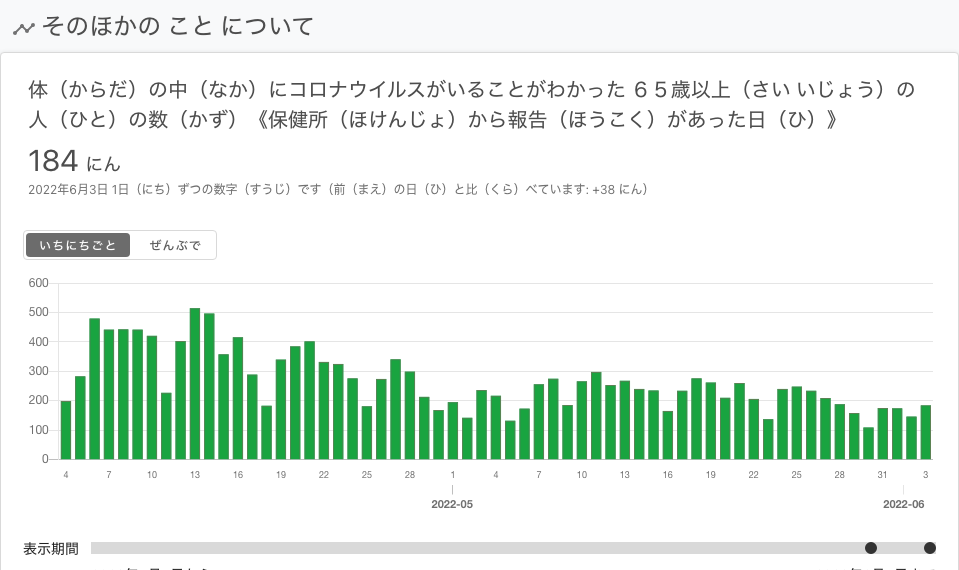 そのほかの こと について
体（からだ）の中（なか）にコロナウイルスがいることがわかった ６５歳以上（さい いじょう）の
人（ひと）の数（かず）《保健所（ほけんじょ）から報告（ほうこく）があった日（ひ）》
184 にん
2022年6月3日 1日（にち）ずつの数字（すうじ）です（前（まえ）の日（ひ）と比（くら）べています: +38 にん）
いちにちごと ぜんぶで
600
500
400
300
200
100
0
4 7 10 13 16 19 22 25 28 1 4 7 10 13 16 19 22 25 28 31 3
2022-05 2022-06
表示期間